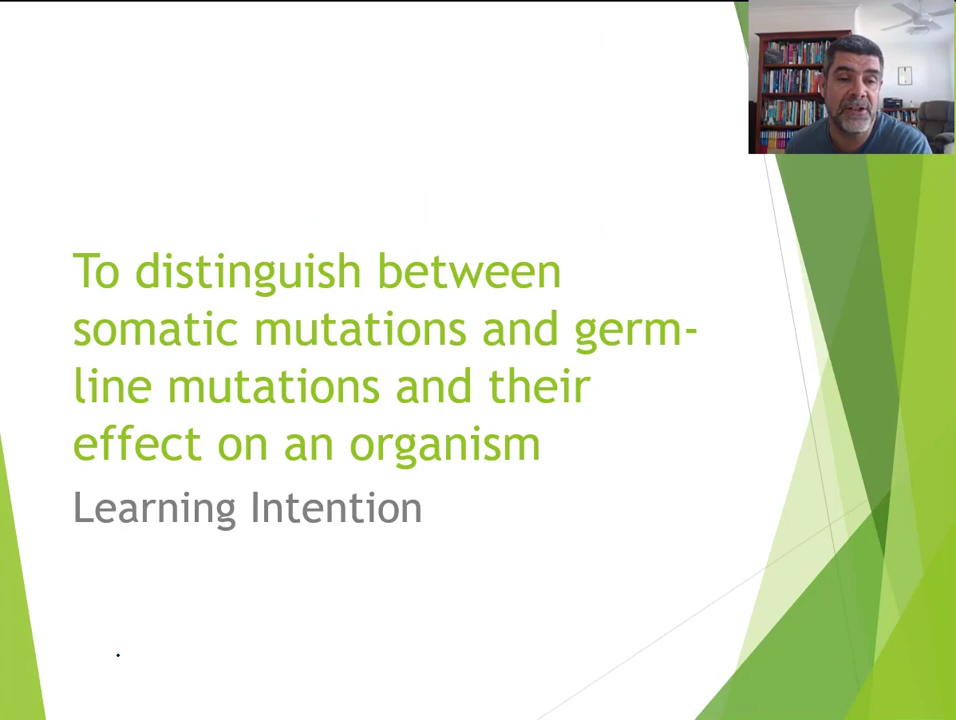 To distinguish between
somatic mutations and germ-
line mutations and their
effect on an organism
Learning Intention